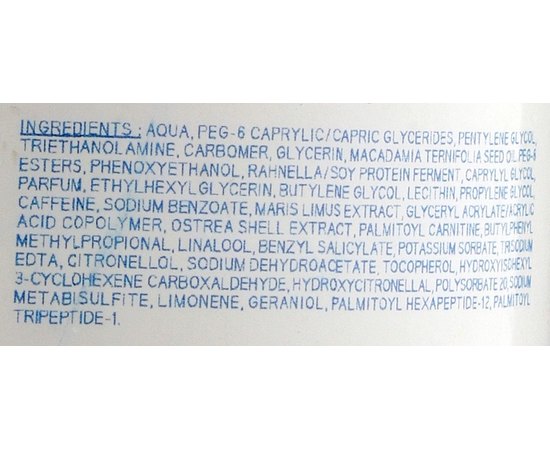 INGREDIENTS : AQUA, PEG-6 CAPRYLIC/CAPRIC GLYCERIDES, PENTYLENE GLYCOL,
TRIETHANOLAMINE, CARBOMER, GLYCERIN, MACADAMIA TERNIFOLIA SEED OIL PEG-6
ESTERS, PHENOXYETHANOL, RAHNELLA/SOY PROTEIN FERMENT, CAPRYLYL GLYCOL,
PARFUM, ETHYLHEXYLGLYCERIN, BUTYLENE GLYCOL, LECITHIN, PROPYLENE GLYCOL,
CAFFEINE, SODIUM BENZOATE, MARIS LIMUS EXTRACT, GLYCERYL ACRYLATE/ACRYLIC
ACID COPOLYMER, OSTREA SHELL EXTRACT, PALMITOYL CARNITINE, BUTYLPHENYL
METHYLPROPIONAL, LINALOOL, BENZYL SALICYLATE, POTASSIUM SORBATE, TRISODIUM
EDTA, CITRONELLOL, SODIUM DEHYDROACETATE, TOCOPHEROL, HYDROXYISOHEXYL
3-CYCLOHEXENE CARBOXALDEHYDE, HYDROXYCITRONELLAL, POLYSORBATE 20, SODIUM
METABISULFITE, LIMONENE, GERANIOL, PALMITOYL HEXAPEPTIDE-12, PALMITOYL
TRIPEPTIDE-1.